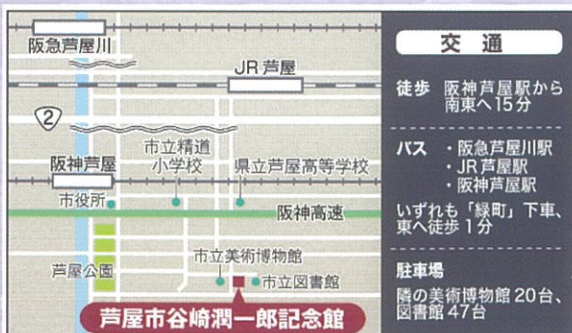 阪急芦屋川
JR芦屋
2
阪神芦屋
市立精道
小学校
県立芦屋高等学校
市役所
阪神高速
芦屋公園
市立美術博物館
市立図書館
芦屋市谷崎潤一郎記念館
交通
徒歩 阪神芦屋駅から
南東へ15分
バス ・阪急芦屋川駅
・JR芦屋駅
・阪神芦屋駅
いずれも「緑町」下車、
東へ徒歩1分
駐車場
隣の美術博物館20台、
図書館47台